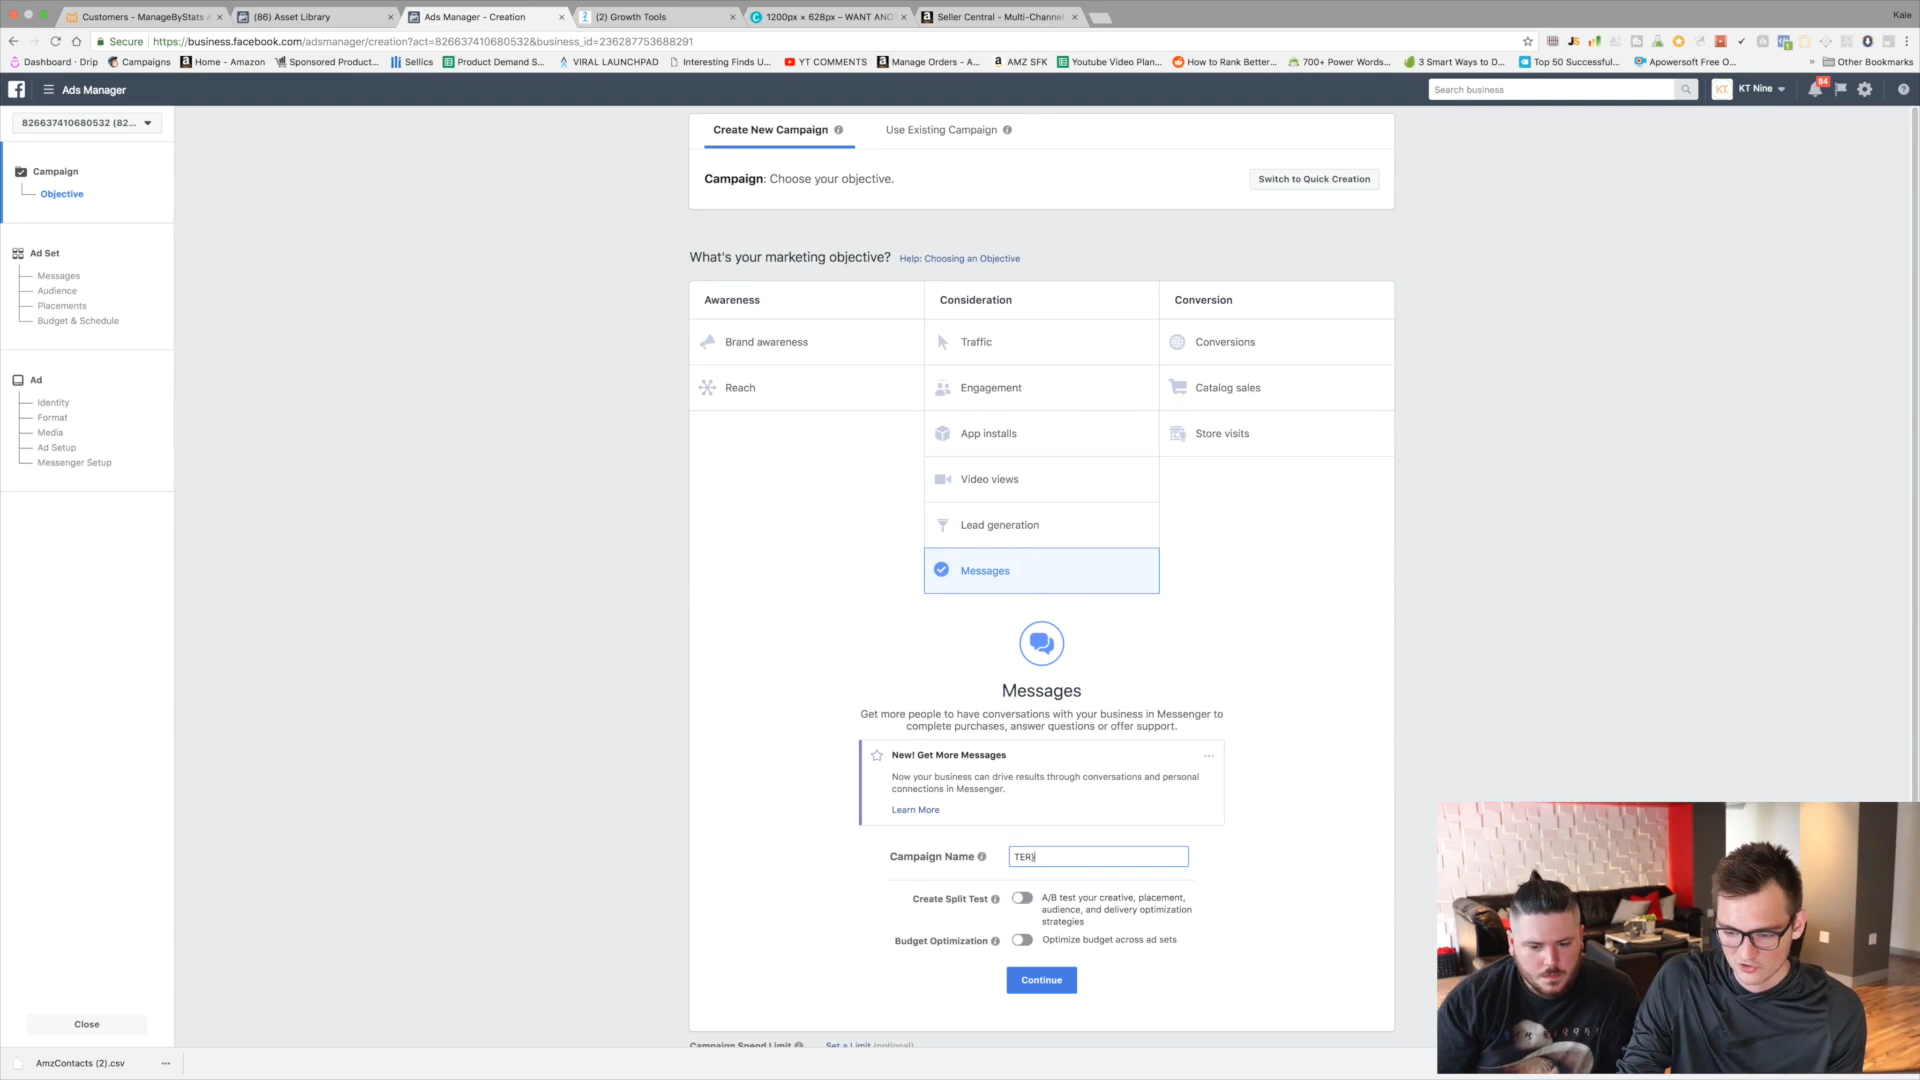 Customers - ManageByStats A
(86) Asset Library
Ads Manager - Creation
(2) Growth Tools
1200px × 628px – WANT ANO
Seller Central - Multi-Channel
Kale
Secure
https://business.facebook.com/adsmanager/creation?act=826637410680532&business_id=236287753688291
Dashboard · Drip
Campaigns
Home - Amazon
Sponsored Product...
Sellics
Product Demand S...
VIRAL LAUNCHPAD
Interesting Finds U...
YT COMMENTS
Manage Orders - A...
AMZ SFK
Youtube Video Plan...
How to Rank Better...
700+ Power Words...
3 Smart Ways to D...
Top 50 Successful...
Apowersoft Free O...
»
Other Bookmarks
Ads Manager
Search business
KT
KT Nine
84
826637410680532 (82...
Campaign
Objective
Ad Set
Messages
Audience
Placements
Budget & Schedule
Ad
Identity
Format
Media
Ad Setup
Messenger Setup
Close
Create New Campaign
Use Existing Campaign
Campaign: Choose your objective.
Switch to Quick Creation
What's your marketing objective? Help: Choosing an Objective
Awareness
Consideration
Conversion
Brand awareness
Traffic
Conversions
Reach
Engagement
Catalog sales
App installs
Store visits
Video views
Lead generation
Messages
Messages
Get more people to have conversations with your business in Messenger to
complete purchases, answer questions or offer support.
New! Get More Messages
Now your business can drive results through conversations and personal
connections in Messenger.
Learn More
Campaign Name
Create Split Test
A/B test your creative, placement,
audience, and delivery optimization
strategies
Budget Optimization
Optimize budget across ad sets
Continue
Campaign Spend Limit
Set a Limit (optional)
AmzContacts (2).csv